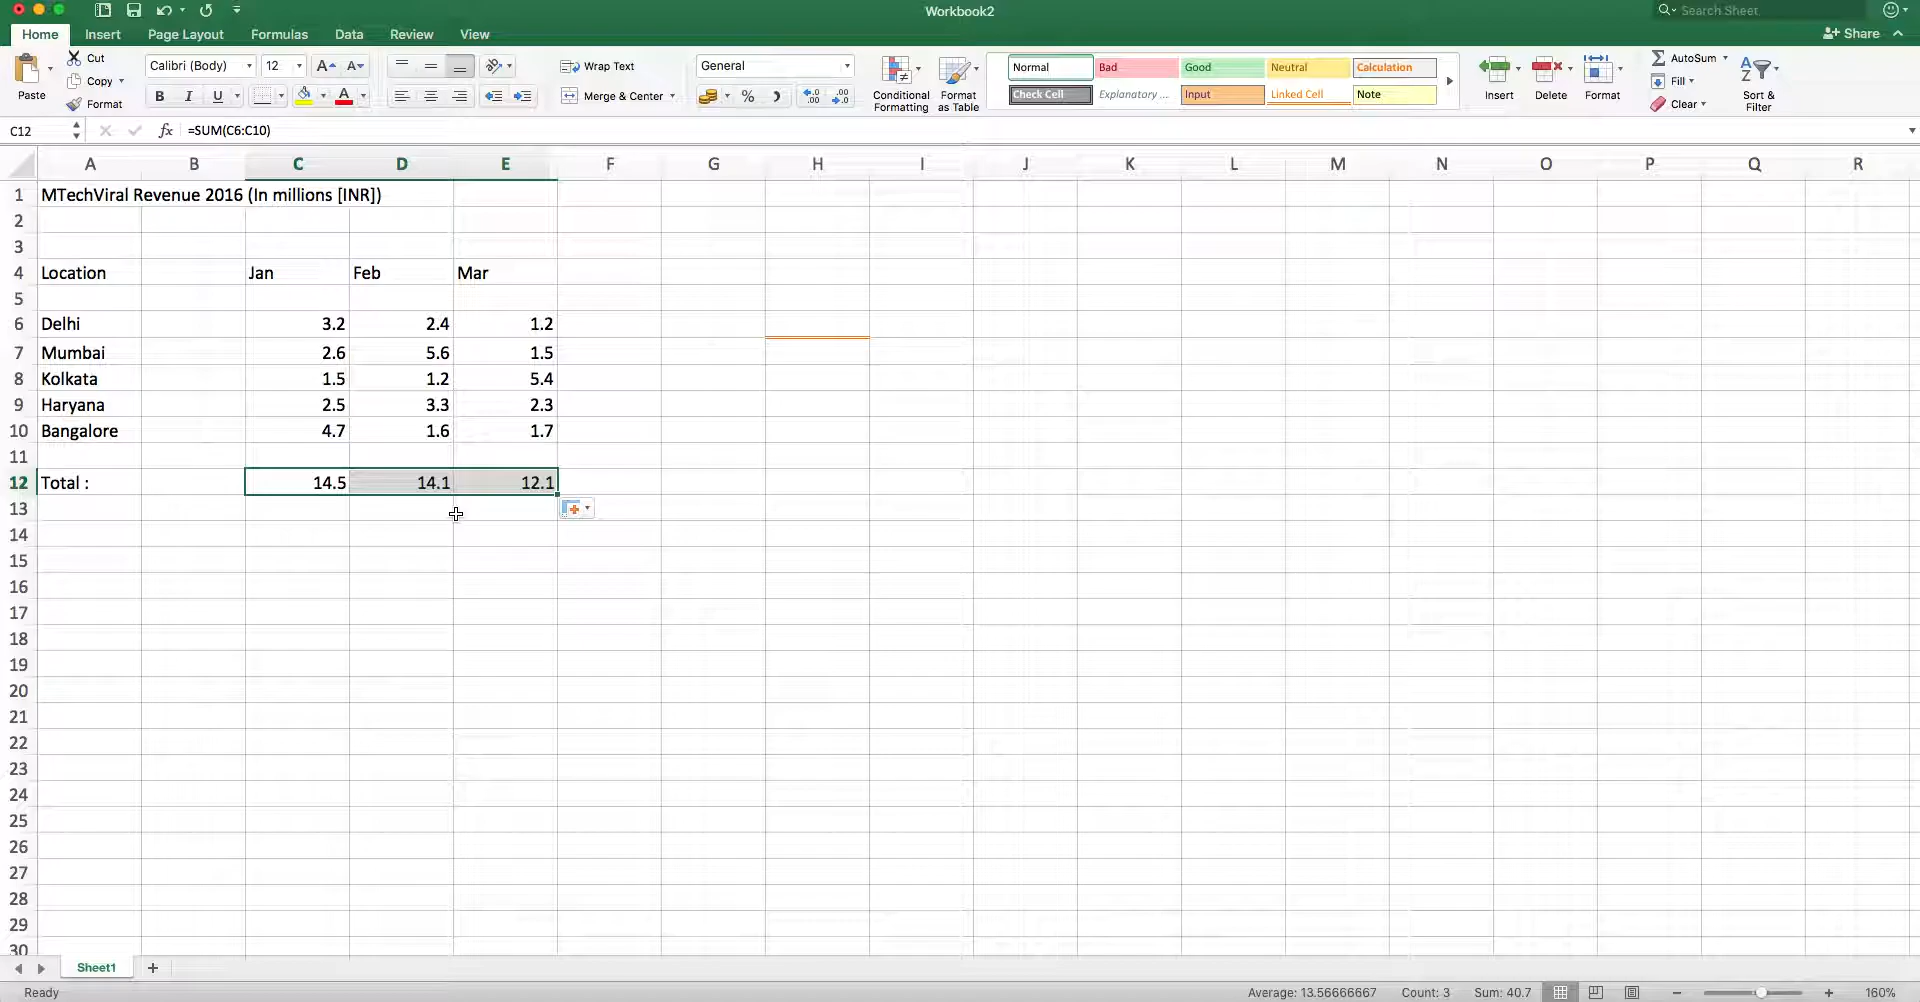 Workbook2
Search Sheet
Home Insert Page Layout Formulas Data Review View
Share
Paste
Cut
Copy
Format
Calibri (Body) 12 A A
B I U A
Wrap Text
Merge & Center
General
% )
.00 .0
Conditional Formatting
Format as Table
Normal Bad Good Neutral Calculation
Check Cell Explanatory ... Input Linked Cell Note
Insert Delete Format
AutoSum
Fill
Clear
Sort & Filter
C12 fx =SUM(C6:C10)
A B C D E F G H I J K L M N O P Q R
1 MTechViral Revenue 2016 (In millions [INR])
2
3
4 Location Jan Feb Mar
5
6 Delhi 3.2 2.4 1.2
7 Mumbai 2.6 5.6 1.5
8 Kolkata 1.5 1.2 5.4
9 Haryana 2.5 3.3 2.3
10 Bangalore 4.7 1.6 1.7
11
12 Total : 14.5 14.1 12.1
13
14
15
16
17
18
19
20
21
22
23
24
25
26
27
28
29
30
Sheet1
Ready Average: 13.56666667 Count: 3 Sum: 40.7 160%